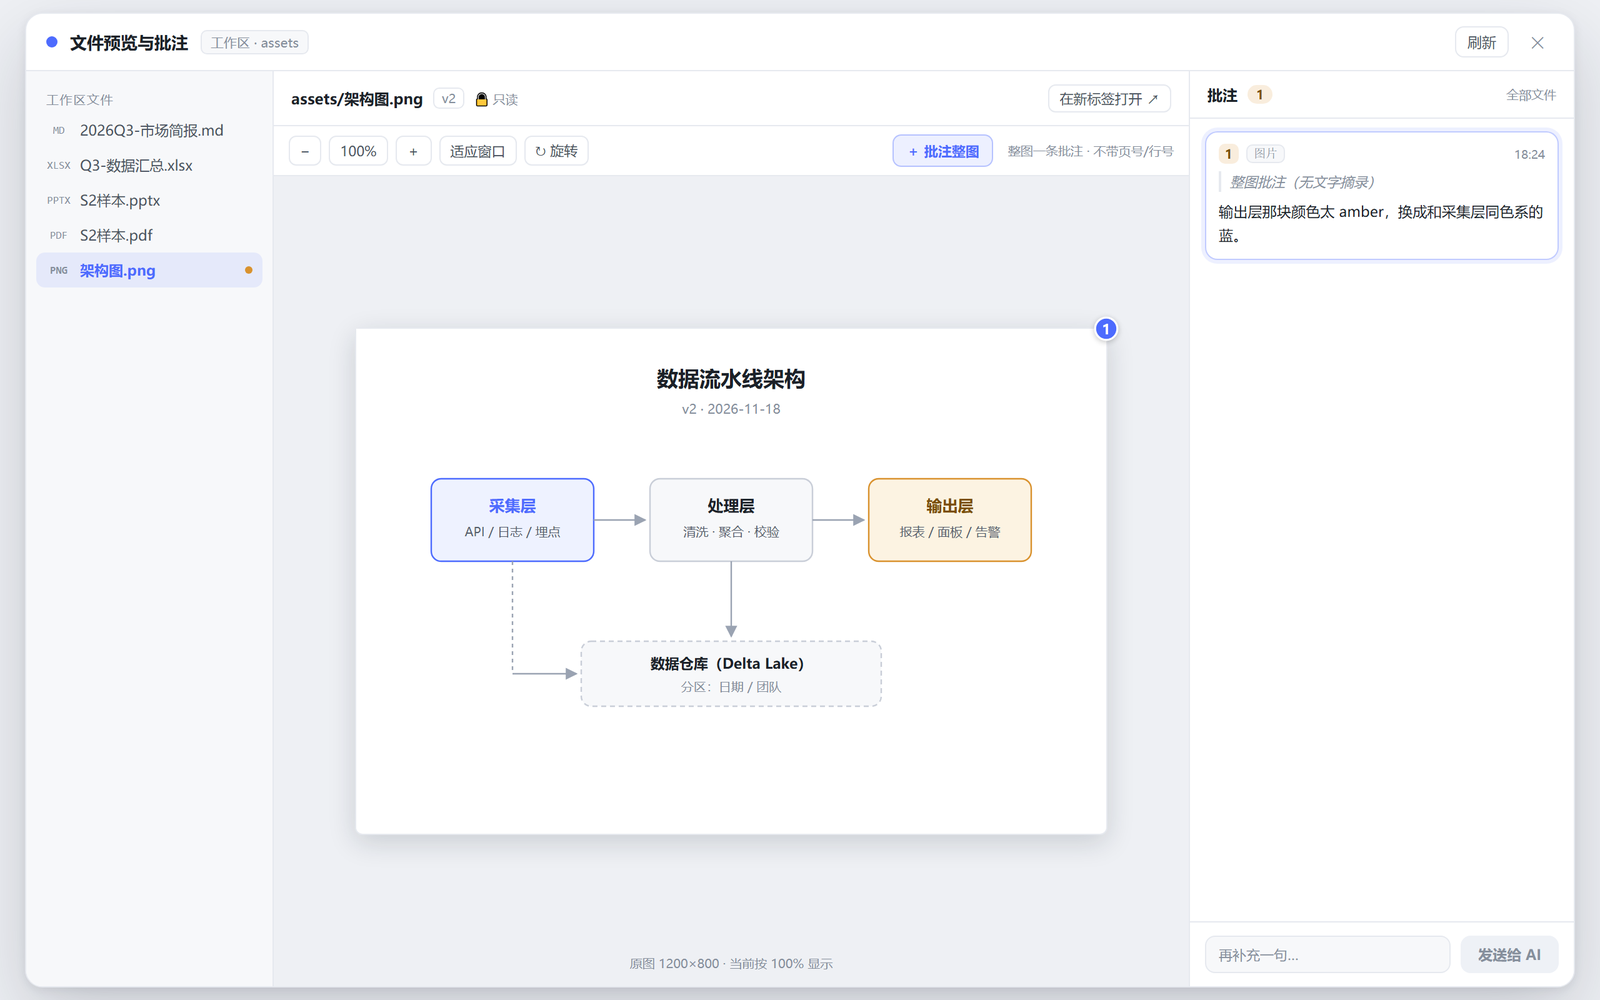 文件预览与批注
工作区 · assets
刷新
工作区文件
MD 2026Q3-市场简报.md
XLSX Q3-数据汇总.xlsx
PPTX S2样本.pptx
PDF S2样本.pdf
PNG 架构图.png
assets/架构图.png v2 只读
在新标签打开 ↗
− 100% + 适应窗口 ↻ 旋转
+ 批注整图
整图一条批注 · 不带页号/行号
1
数据流水线架构
v2 · 2026-11-18
采集层
API / 日志 / 埋点
处理层
清洗 · 聚合 · 校验
输出层
报表 / 面板 / 告警
数据仓库（Delta Lake）
分区：日期 / 团队
原图 1200×800 · 当前按 100% 显示
批注 1
全部文件
1 图片 18:24
整图批注（无文字摘录）
输出层那块颜色太 amber，换成和采集层同色系的
蓝。
再补充一句...
发送给 AI